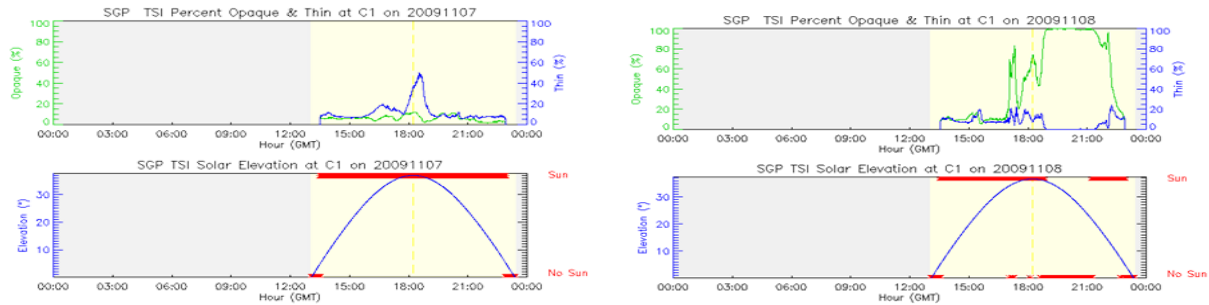 SGP TSI Percent Opaque & Thin at C1 on 20091107
100
80
60
40
20
0
Opaque (%)
100
80
60
40
20
0
Thin (%)
00:00 03:00 06:00 09:00 12:00 15:00 18:00 21:00 00:00
Hour (GMT)
SGP TSI Solar Elevation at C1 on 20091107
30
20
10
Elevation (°)
Sun
No Sun
00:00 03:00 06:00 09:00 12:00 15:00 18:00 21:00 00:00
Hour (GMT)
SGP TSI Percent Opaque & Thin at C1 on 20091108
100
80
60
40
20
0
Opaque (%)
100
80
60
40
20
0
Thin (%)
00:00 03:00 06:00 09:00 12:00 15:00 18:00 21:00 00:00
Hour (GMT)
SGP TSI Solar Elevation at C1 on 20091108
30
20
10
Elevation (°)
Sun
No Sun
00:00 03:00 06:00 09:00 12:00 15:00 18:00 21:00 00:00
Hour (GMT)